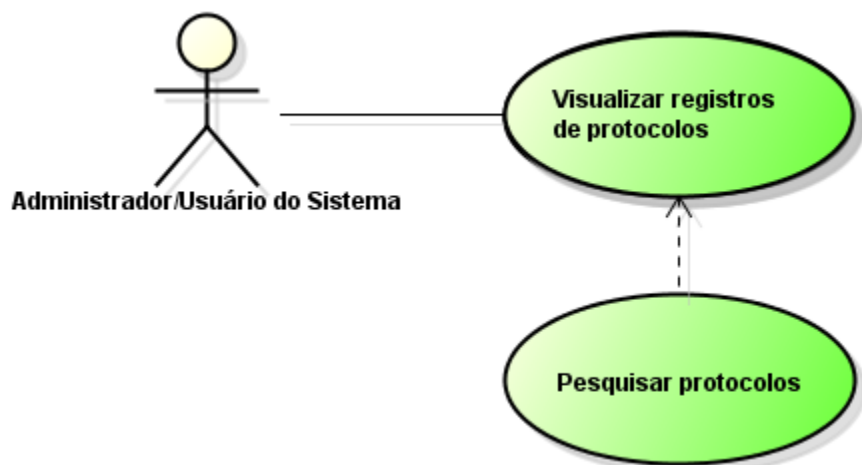 Visualizar registros
de protocolos
Administrador/Usuário do Sistema
Pesquisar protocolos